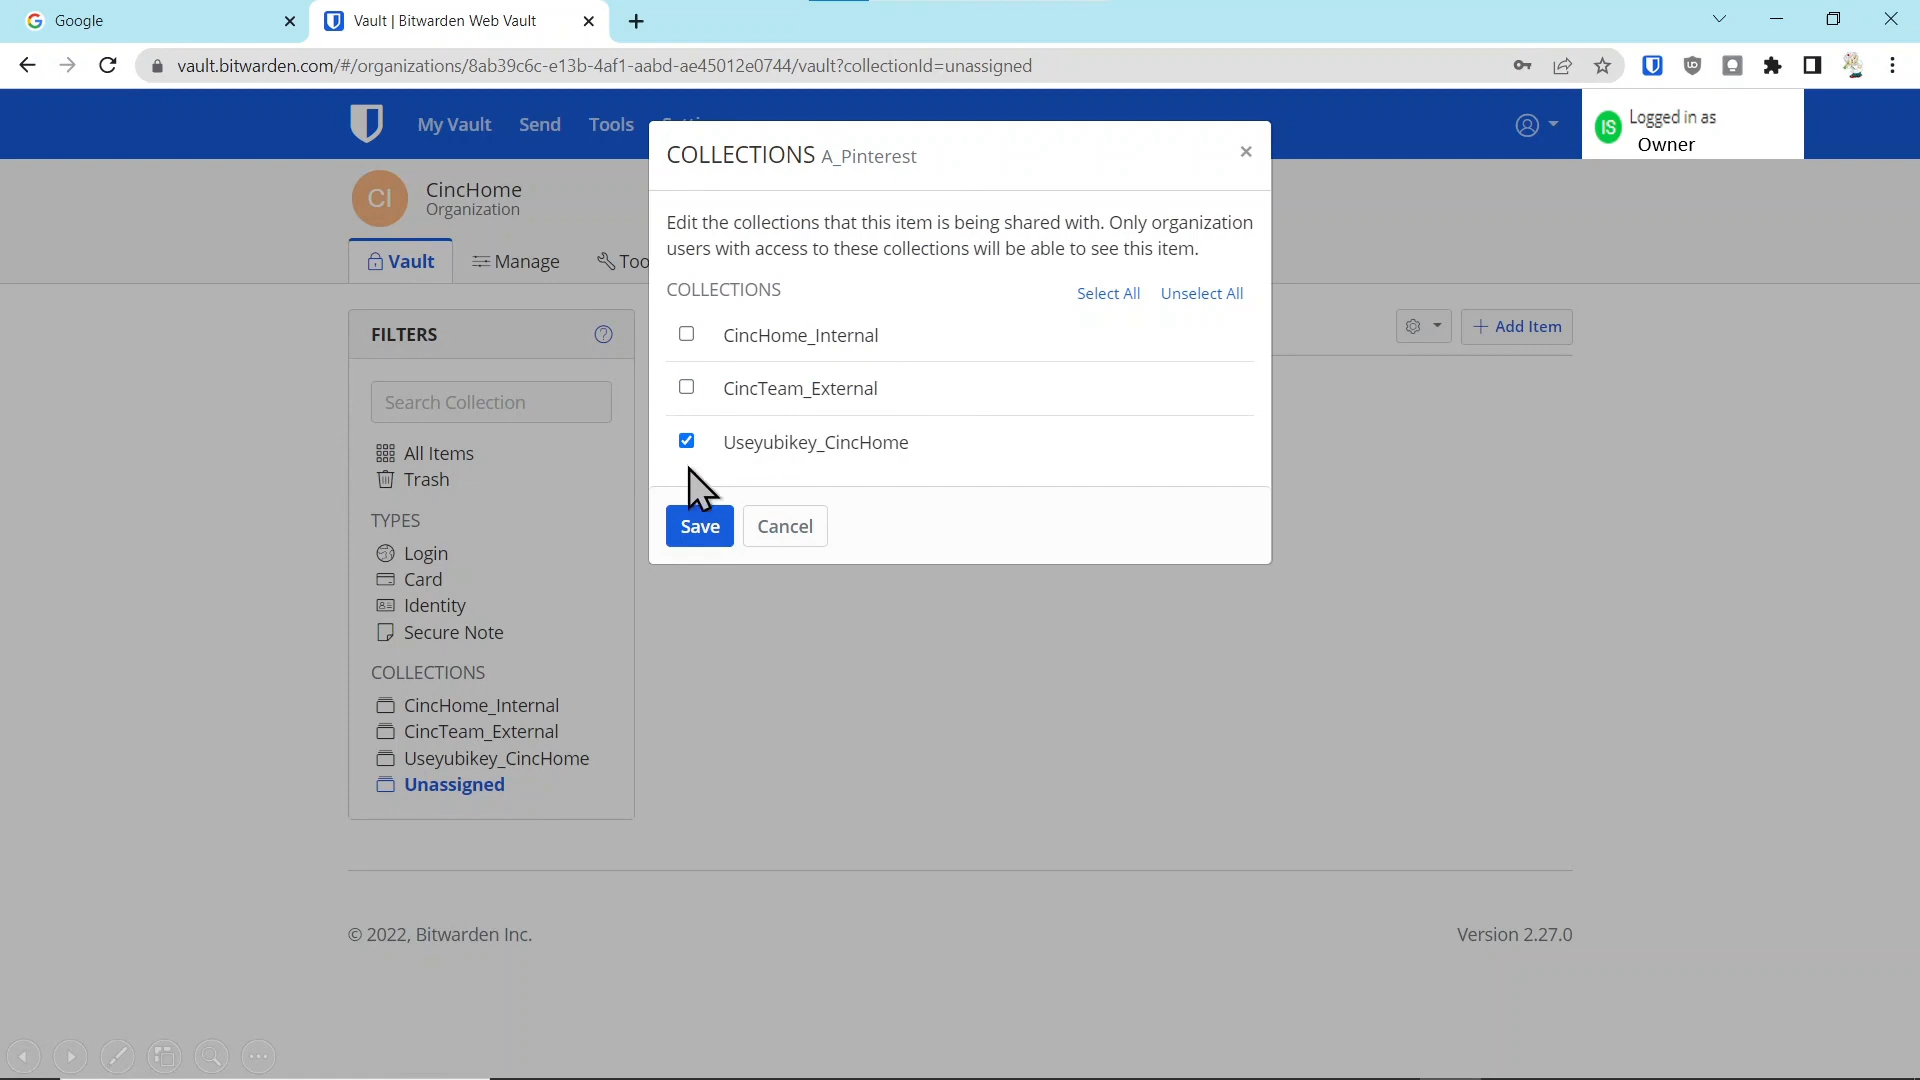 Google
Vault | Bitwarden Web Vault
vault.bitwarden.com/#/organizations/8ab39c6c-e13b-4af1-aabd-ae45012e0744/vault?collectionId=unassigned
My Vault
Send
Tools
IS
Logged in as
Owner
CI
CincHome
Organization
Vault
Manage
Too
COLLECTIONS A_Pinterest
Edit the collections that this item is being shared with. Only organization
users with access to these collections will be able to see this item.
COLLECTIONS
Select All
Unselect All
CincHome_Internal
CincTeam_External
Useyubikey_CincHome
Save
Cancel
+ Add Item
FILTERS
Search Collection
All Items
Trash
TYPES
Login
Card
Identity
Secure Note
COLLECTIONS
CincHome_Internal
CincTeam_External
Useyubikey_CincHome
Unassigned
© 2022, Bitwarden Inc.
Version 2.27.0